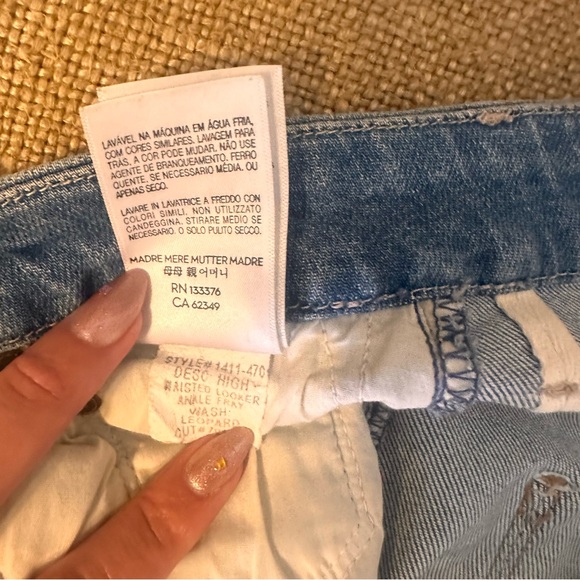 LAVÁVEL NA MÁQUINA EM ÁGUA FRIA,
COM CORES SIMILARES. LAVAGEM PARA
TRÁS. A COR PODE MUDAR. NÃO USE
AGENTE DE BRANQUEAMENTO. FERRO
QUENTE, SE NECESSARIO MÉDIA. OU
APENAS SECO.
LAVARE IN LAVATRICE A FREDDO CON
COLORI SIMILI. NON UTILIZZATO
CANDEGGINA. STIRARE MEDIO SE
NECESSARIO. O SOLO PULITO SECCO.
MADRE MERE MUTTER MADRE
母母 親 어머니
RN 133376
CA 62349
STYLE# 1411-470
DESC HIGH
WAISTED LOOKER
ANKLE FRAY
WASH:
LEOPARD
CUT#